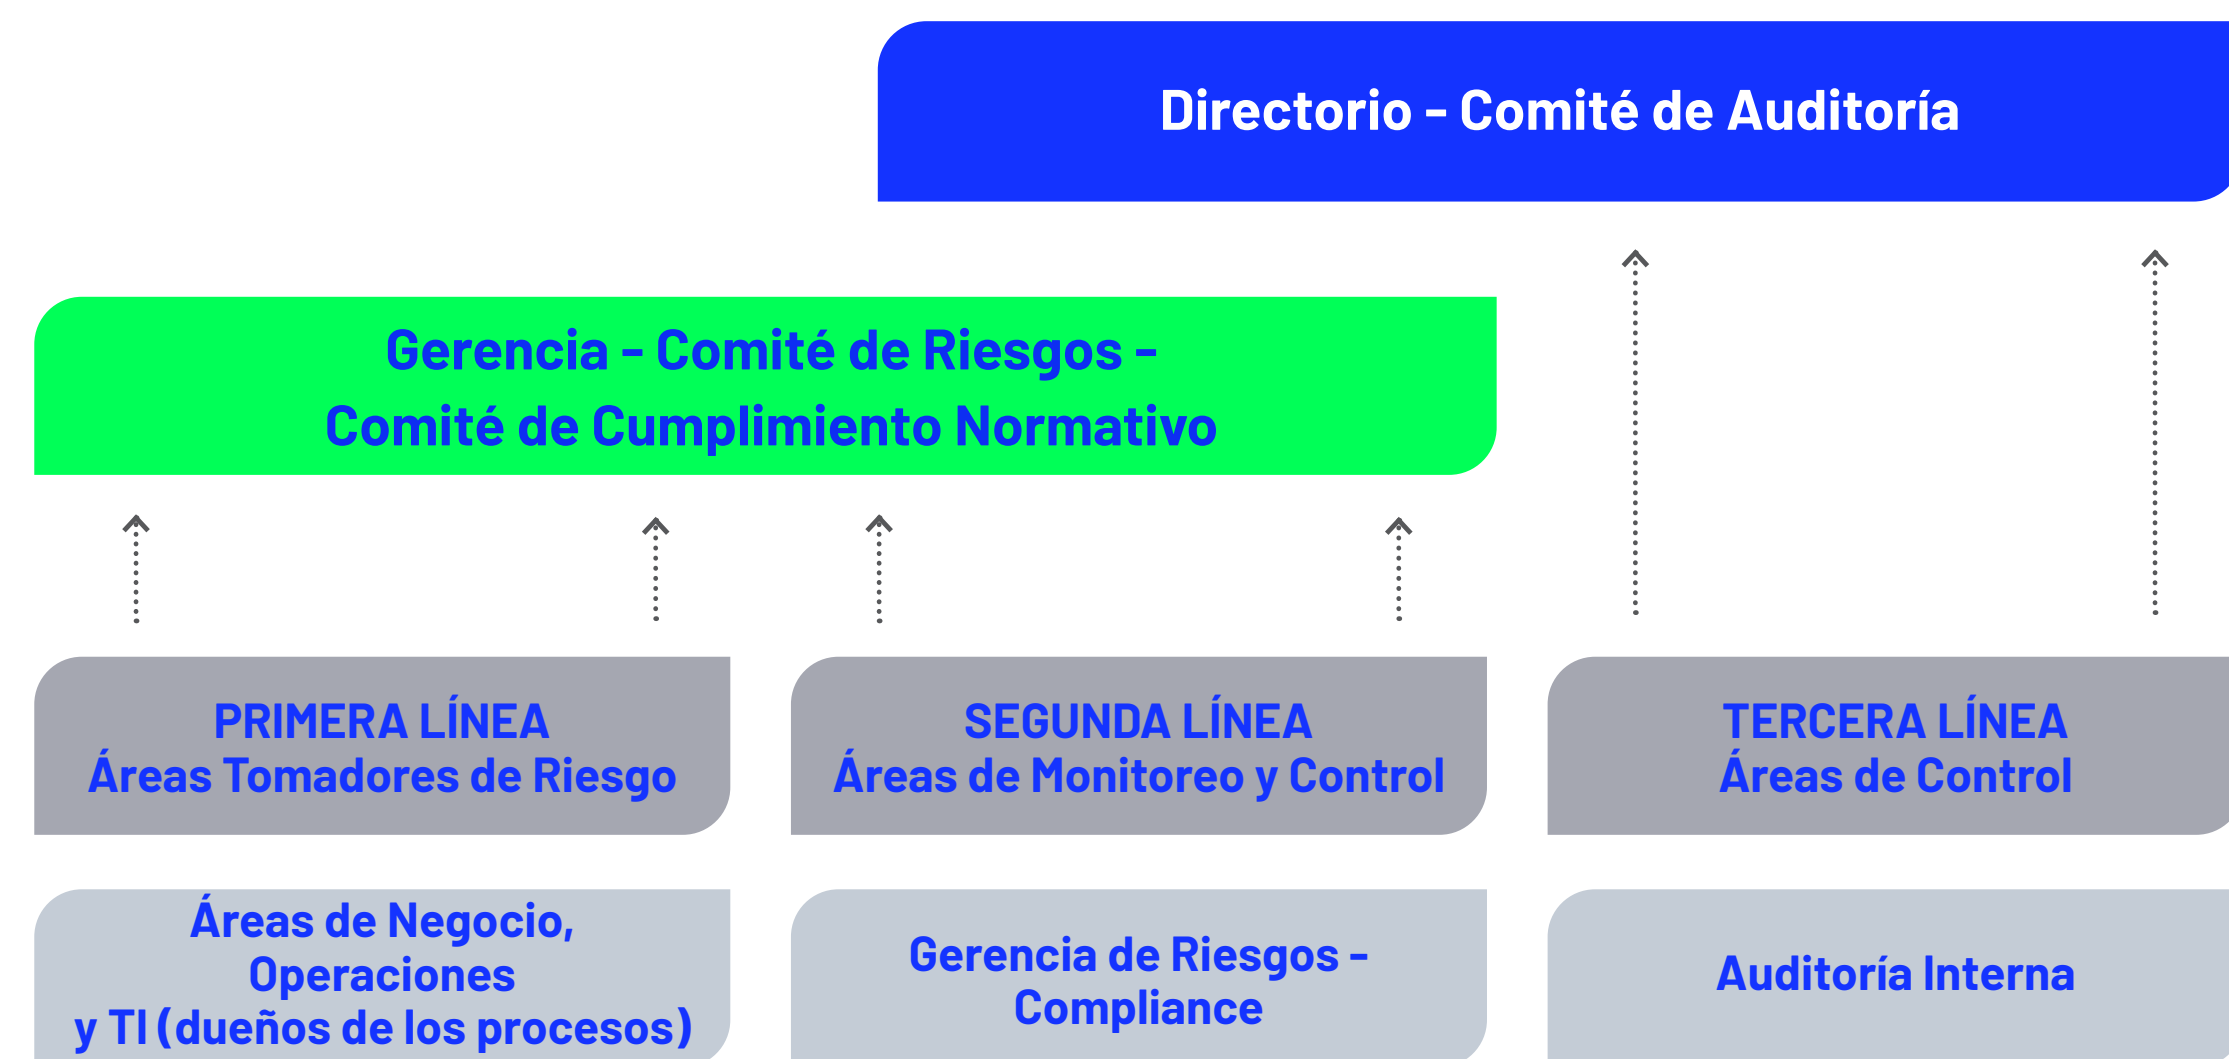 Directorio - Comité de Auditoría
Gerencia - Comité de Riesgos -
Comité de Cumplimiento Normativo
PRIMERA LÍNEA
Áreas Tomadores de Riesgo
SEGUNDA LÍNEA
Áreas de Monitoreo y Control
TERCERA LÍNEA
Áreas de Control
Áreas de Negocio,
Operaciones
y TI (dueños de los procesos)
Gerencia de Riesgos -
Compliance
Auditoría Interna